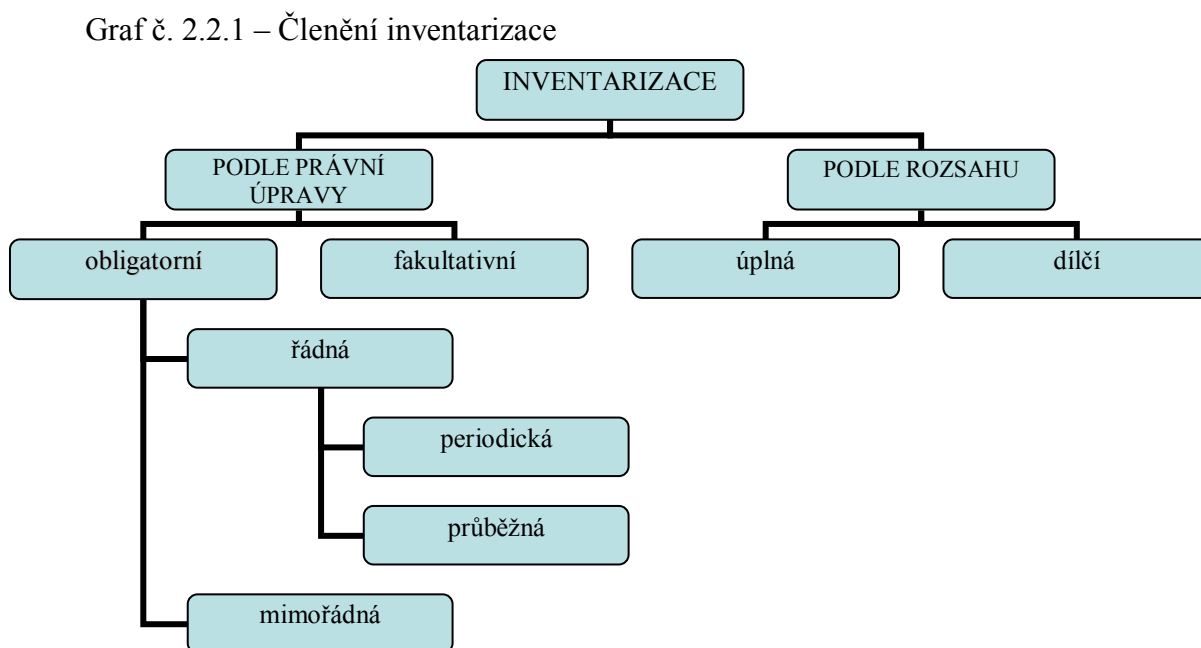 Graf č. 2.2.1 – Členění inventarizace
INVENTARIZACE
PODLE PRÁVNÍ
ÚPRAVY
PODLE ROZSAHU
obligatorní
fakultativní
úplná
dílčí
řádná
periodická
průběžná
mimořádná